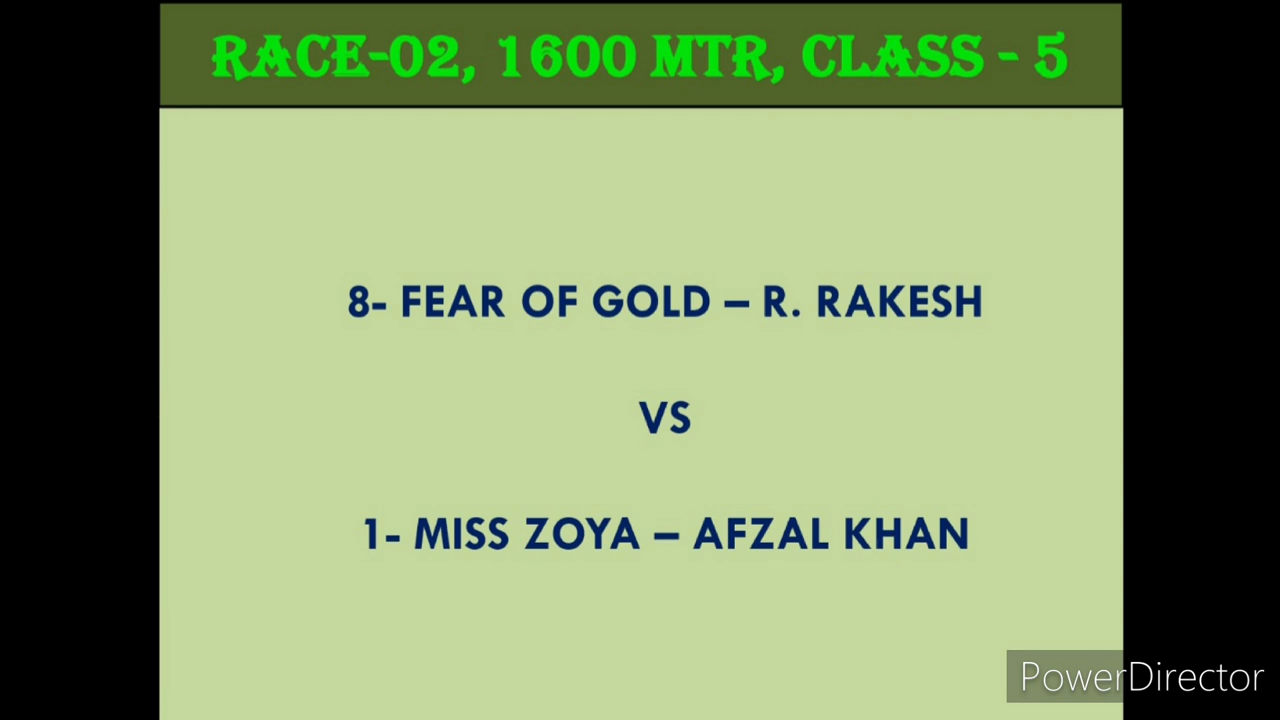 RACE-02, 1600 MTR, CLASS - 5
8- FEAR OF GOLD – R. RAKESH
VS
1- MISS ZOYA – AFZAL KHAN
PowerDirector